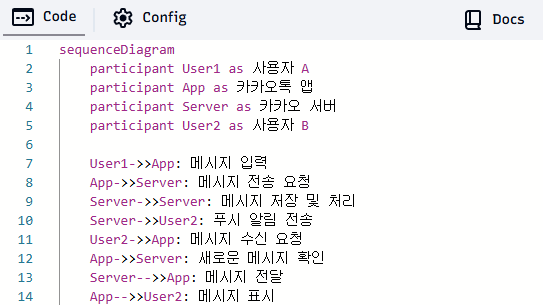 Code Config Docs
1 sequenceDiagram
2 participant User1 as 사용자 A
3 participant App as 카카오톡 앱
4 participant Server as 카카오 서버
5 participant User2 as 사용자 B
6
7 User1->>App: 메시지 입력
8 App->>Server: 메시지 전송 요청
9 Server->>Server: 메시지 저장 및 처리
10 Server->>User2: 푸시 알림 전송
11 User2->>App: 메시지 수신 요청
12 App->>Server: 새로운 메시지 확인
13 Server-->>App: 메시지 전달
14 App-->>User2: 메시지 표시